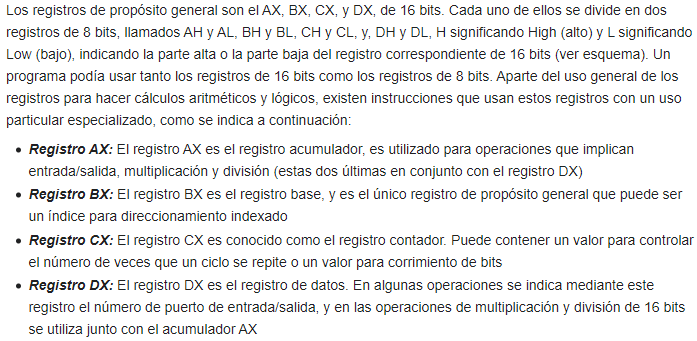 Los registros de propósito general son el AX, BX, CX, y DX, de 16 bits. Cada uno de ellos se divide en dos
registros de 8 bits, llamados AH y AL, BH y BL, CH y CL, y, DH y DL, H significando High (alto) y L significando
Low (bajo), indicando la parte alta o la parte baja del registro correspondiente de 16 bits (ver esquema). Un
programa podía usar tanto los registros de 16 bits como los registros de 8 bits. Aparte del uso general de los
registros para hacer cálculos aritméticos y lógicos, existen instrucciones que usan estos registros con un uso
particular especializado, como se indica a continuación:
• Registro AX: El registro AX es el registro acumulador, es utilizado para operaciones que implican
entrada/salida, multiplicación y división (estas dos últimas en conjunto con el registro DX)
• Registro BX: El registro BX es el registro base, y es el único registro de propósito general que puede ser
un índice para direccionamiento indexado
• Registro CX: El registro CX es conocido como el registro contador. Puede contener un valor para controlar
el número de veces que un ciclo se repite o un valor para corrimiento de bits
• Registro DX: El registro DX es el registro de datos. En algunas operaciones se indica mediante este
registro el número de puerto de entrada/salida, y en las operaciones de multiplicación y división de 16 bits
se utiliza junto con el acumulador AX